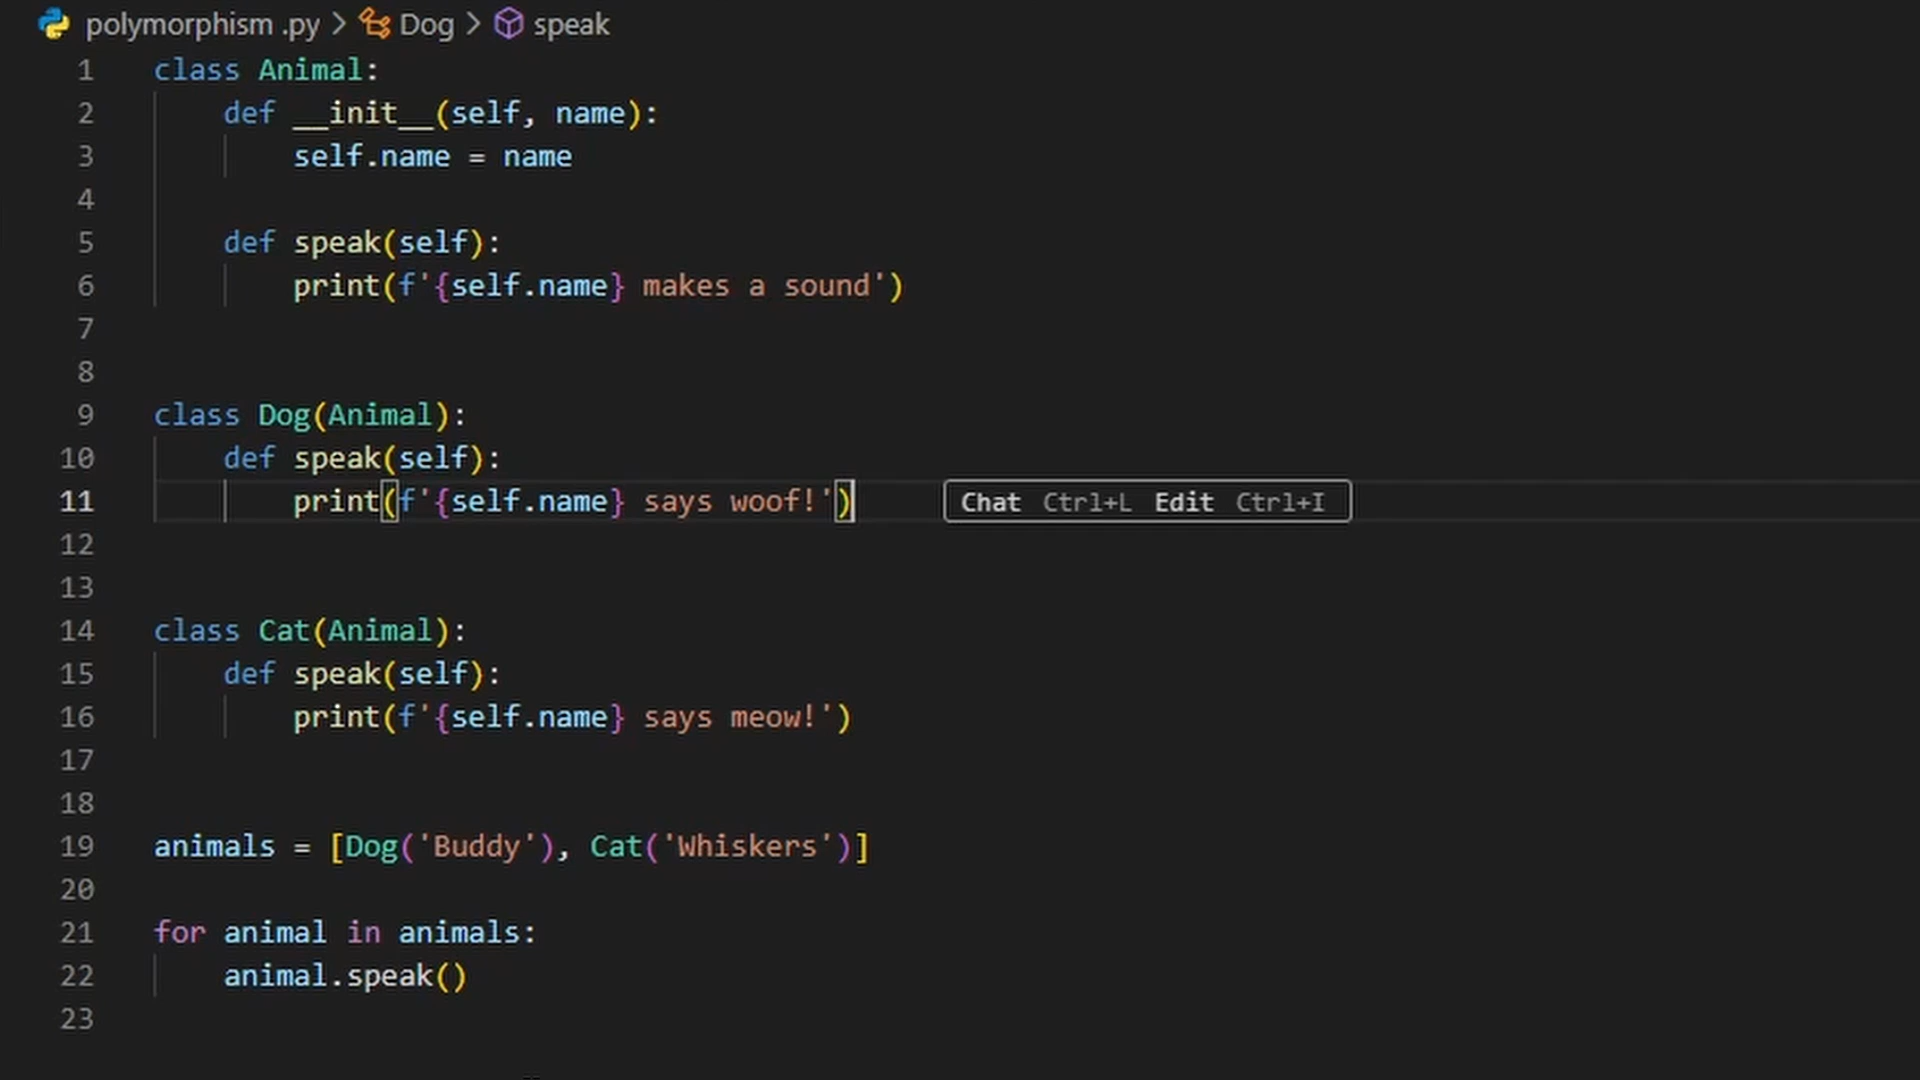 polymorphism .py > Dog > speak
1 class Animal:
2     def __init__(self, name):
3         self.name = name
4
5     def speak(self):
6         print(f'{self.name} makes a sound')
7
8
9 class Dog(Animal):
10     def speak(self):
11         print(f'{self.name} says woof!') Chat Ctrl+L Edit Ctrl+I
12
13
14 class Cat(Animal):
15     def speak(self):
16         print(f'{self.name} says meow!')
17
18
19 animals = [Dog('Buddy'), Cat('Whiskers')]
20
21 for animal in animals:
22     animal.speak()
23